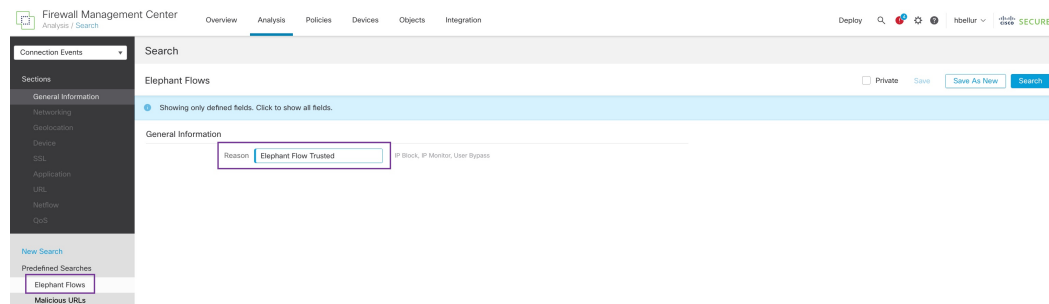 Firewall Management Center
Analysis / Search
Overview Analysis Policies Devices Objects Integration
Deploy hbellur cisco SECURE
Connection Events
Search
Sections
General Information
Networking
Geolocation
Device
SSL
Application
URL
Netflow
QoS
New Search
Predefined Searches
Elephant Flows
Malicious URLs
Elephant Flows
Private Save Save As New Search
Showing only defined fields. Click to show all fields.
General Information
Reason Elephant Flow Trusted IP Block, IP Monitor, User Bypass